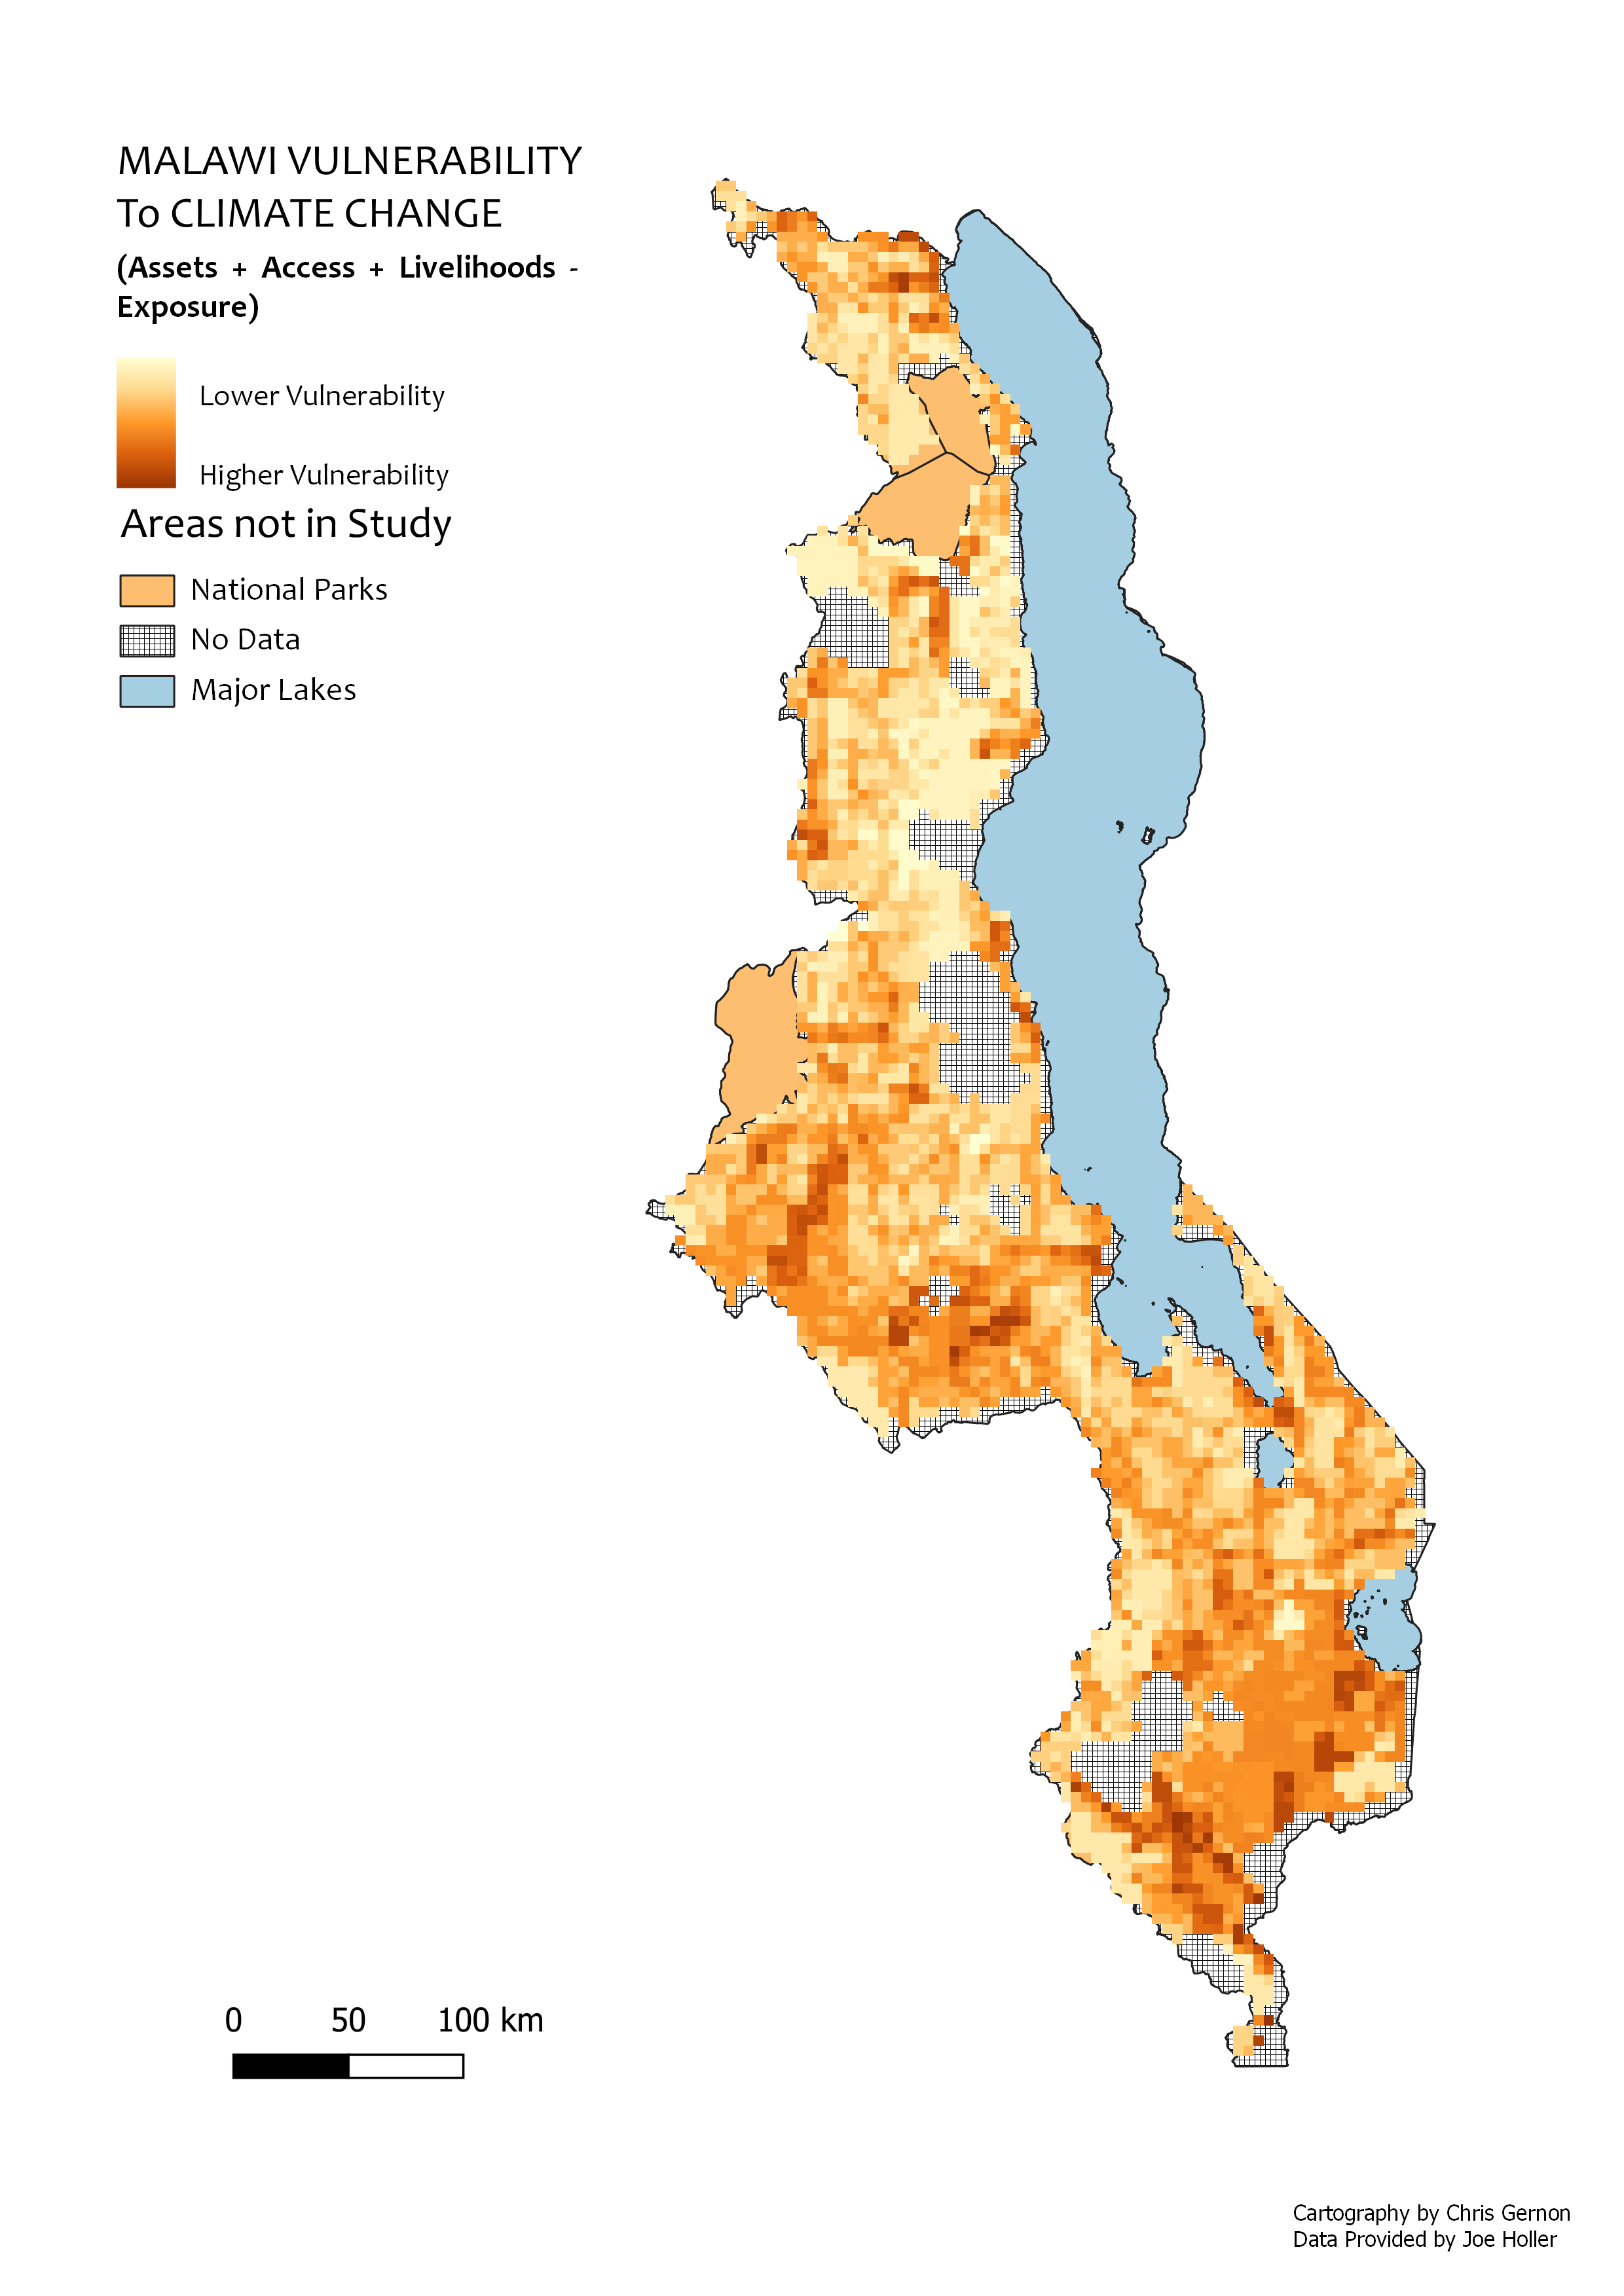 MALAWI VULNERABILITY
To CLIMATE CHANGE
(Assets + Access + Livelihoods -
Exposure)
Lower Vulnerability
Higher Vulnerability
Areas not in Study
National Parks
No Data
Major Lakes
0 50 100 km
Cartography by Chris Gernon
Data Provided by Joe Holler